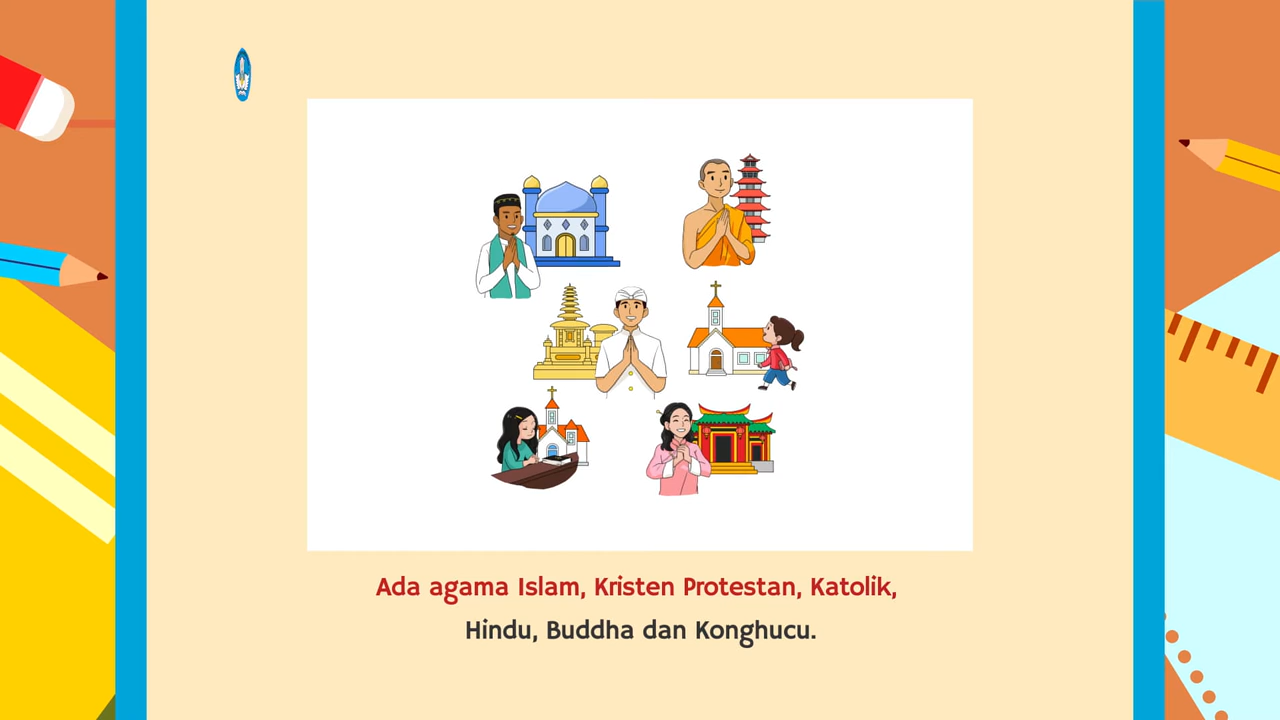 Ada agama Islam, Kristen Protestan, Katolik,
Hindu, Buddha dan Konghucu.